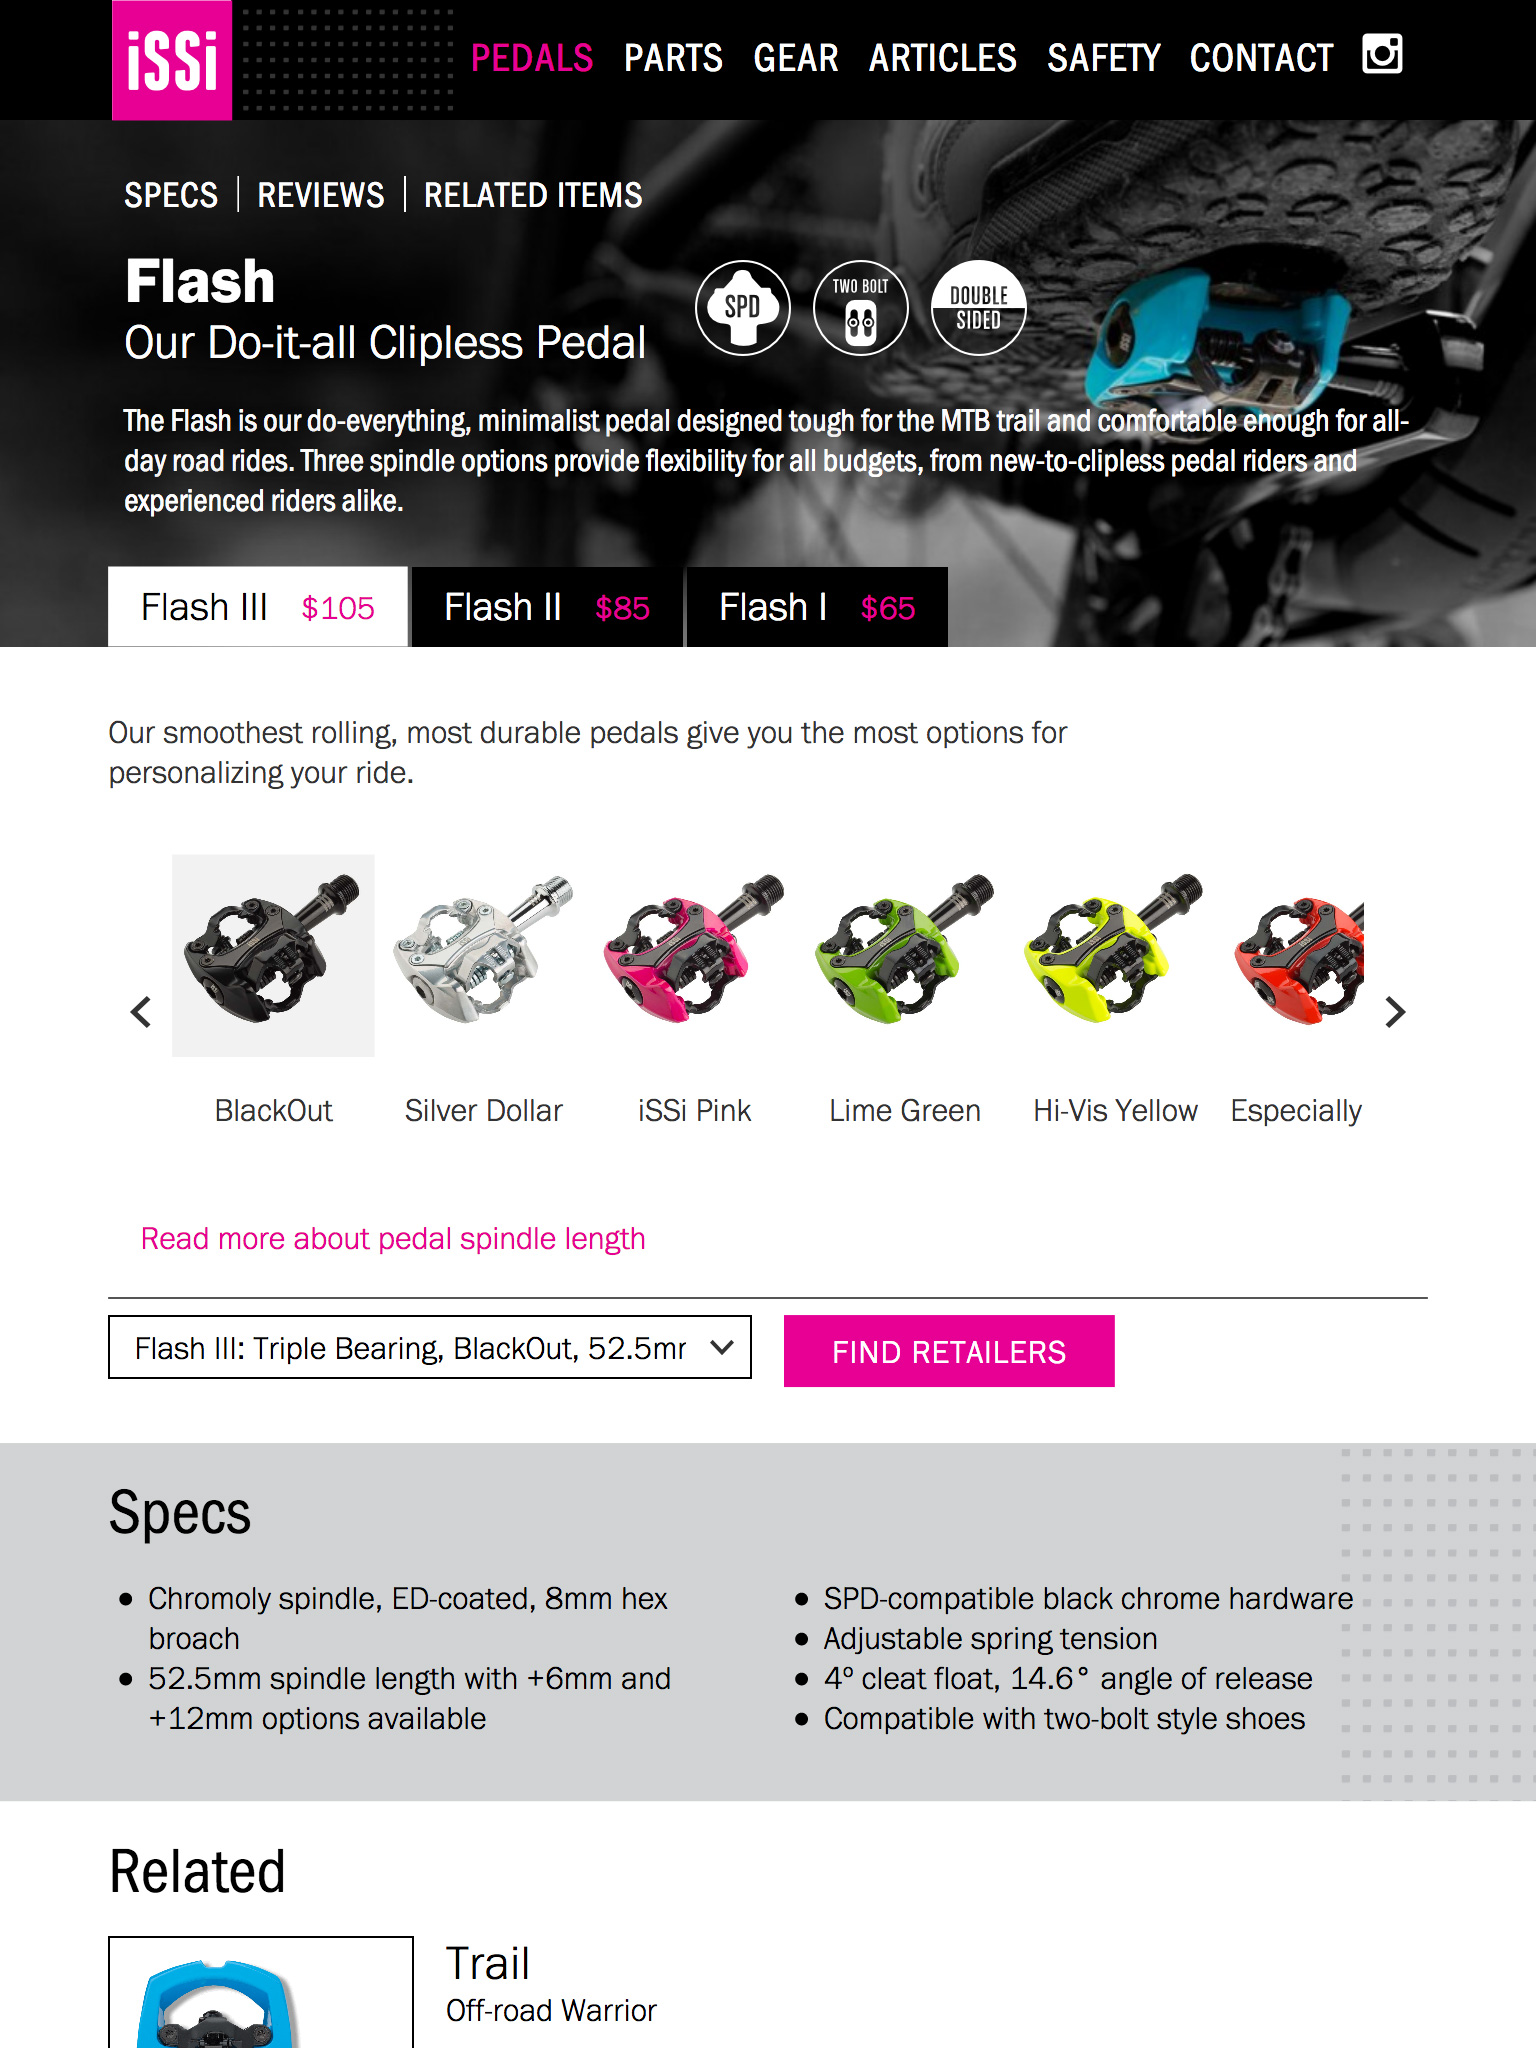 iSSi
PEDALS PARTS GEAR ARTICLES SAFETY CONTACT
SPECS | REVIEWS | RELATED ITEMS
Flash
Our Do-it-all Clipless Pedal
SPD
TWO BOLT
DOUBLE
SIDED
The Flash is our do-everything, minimalist pedal designed tough for the MTB trail and comfortable enough for all-
day road rides. Three spindle options provide flexibility for all budgets, from new-to-clipless pedal riders and
experienced riders alike.
Flash III $105 Flash II $85 Flash I $65
Our smoothest rolling, most durable pedals give you the most options for
personalizing your ride.
BlackOut Silver Dollar iSSi Pink Lime Green Hi-Vis Yellow Especially
Read more about pedal spindle length
Flash III: Triple Bearing, BlackOut, 52.5mr
FIND RETAILERS
Specs
• Chromoly spindle, ED-coated, 8mm hex
broach
• 52.5mm spindle length with +6mm and
+12mm options available
• SPD-compatible black chrome hardware
• Adjustable spring tension
• 4º cleat float, 14.6° angle of release
• Compatible with two-bolt style shoes
Related
Trail
Off-road Warrior